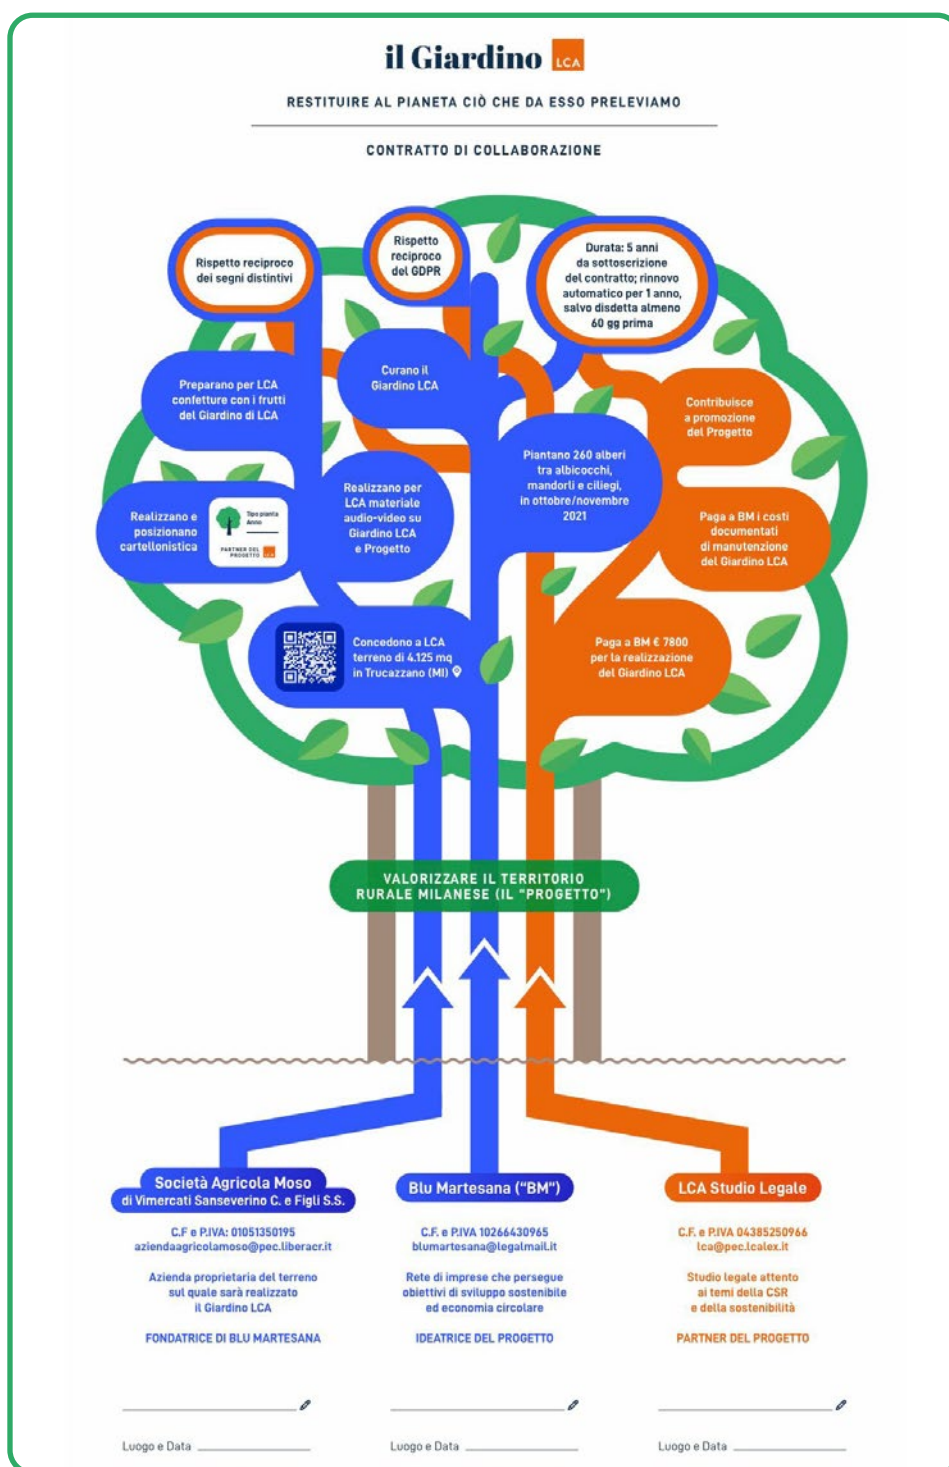 il Giardino LCA
RESTITUIRE AL PIANETA CIÒ CHE DA ESSO PRELEVIAMO
CONTRATTO DI COLLABORAZIONE
Rispetto reciproco
dei segni distintivi
Rispetto
reciproco
del GDPR
Durata: 5 anni
da sottoscrizione
del contratto; rinnovo
automatico per 1 anno,
salvo disdetta almeno
60 gg prima
Preparano per LCA
confetture con i frutti
del Giardino di LCA
Curano il
Giardino LCA
Contribuisce
a promozione
del Progetto
Realizzano e
posizionano
cartellonistica
Tipo pianta
Anno
PARTNER DEL
PROGETTO LCA
Realizzano per
LCA materiale
audio-video su
Giardino LCA
e Progetto
Piantano 260 alberi
tra albicocchi,
mandorli e ciliegi,
in ottobre/novembre
2021
Paga a BM i costi
documentati
di manutenzione
del Giardino LCA
Concedono a LCA
terreno di 4.125 mq
in Trucazzano (MI)
Paga a BM € 7800
per la realizzazione
del Giardino LCA
VALORIZZARE IL TERRITORIO
RURALE MILANESE (IL "PROGETTO")
Società Agricola Moso
di Vimercati Sanseverino C. e Figli S.S.
C.F e P.IVA: 01051350195
aziendaagricolamoso@pec.liberacr.it
Azienda proprietaria del terreno
sul quale sarà realizzato
il Giardino LCA
FONDATRICE DI BLU MARTESANA
Luogo e Data
Blu Martesana ("BM")
C.F. e P.IVA 10266430965
blumartesana@legalmail.it
Rete di imprese che persegue
obiettivi di sviluppo sostenibile
ed economia circolare
IDEATRICE DEL PROGETTO
Luogo e Data
LCA Studio Legale
C.F. e P.IVA 04385250966
lca@pec.lcalex.it
Studio legale attento
ai temi della CSR
e della sostenibilità
PARTNER DEL PROGETTO
Luogo e Data